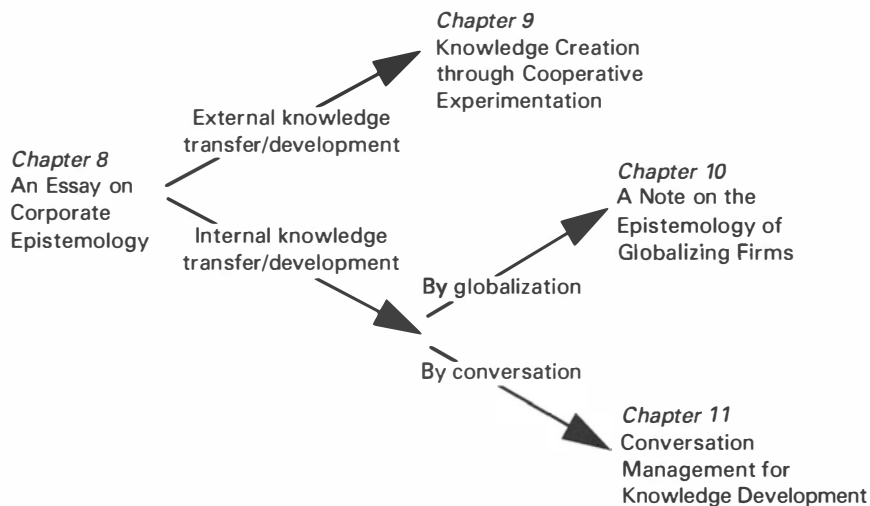 Chapter 9
Knowledge Creation
through Cooperative
Experimentation
External knowledge
transfer/development
Chapter 8
An Essay on
Corporate
Epistemology
Internal knowledge
transfer/development
Chapter 10
A Note on the
Epistemology of
Globalizing Firms
By globalization
By conversation
Chapter 11
Conversation
Management for
Knowledge Development